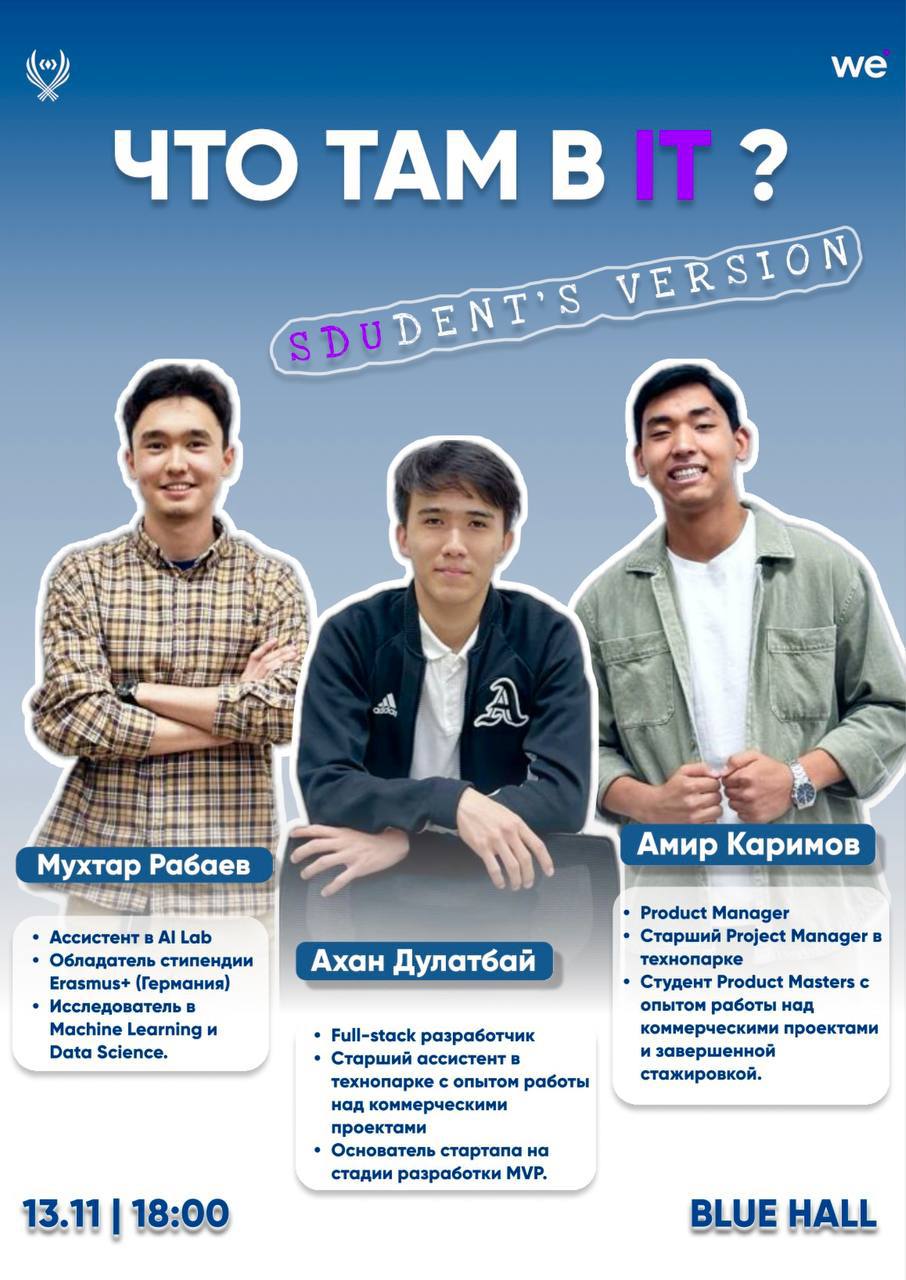 we
ЧТО ТАМ В IT ?
SDUDENT'S VERSION
adidas
A
Мухтар Рабаев
Ассистент в AI Lab
Обладатель стипендии
Erasmus+ (Германия)
Исследователь в
Machine Learning и
Data Science.
Ахан Дулатбай
Full-stack разработчик
Старший ассистент в
технопарке с опытом работы
над коммерческими
проектами
Основатель стартапа на
стадии разработки MVP.
Амир Каримов
Product Manager
Старший Project Manager в
технопарке
Студент Product Masters с
опытом работы над
коммерческими проектами
и завершенной
стажировкой.
13.11 | 18:00
BLUE HALL